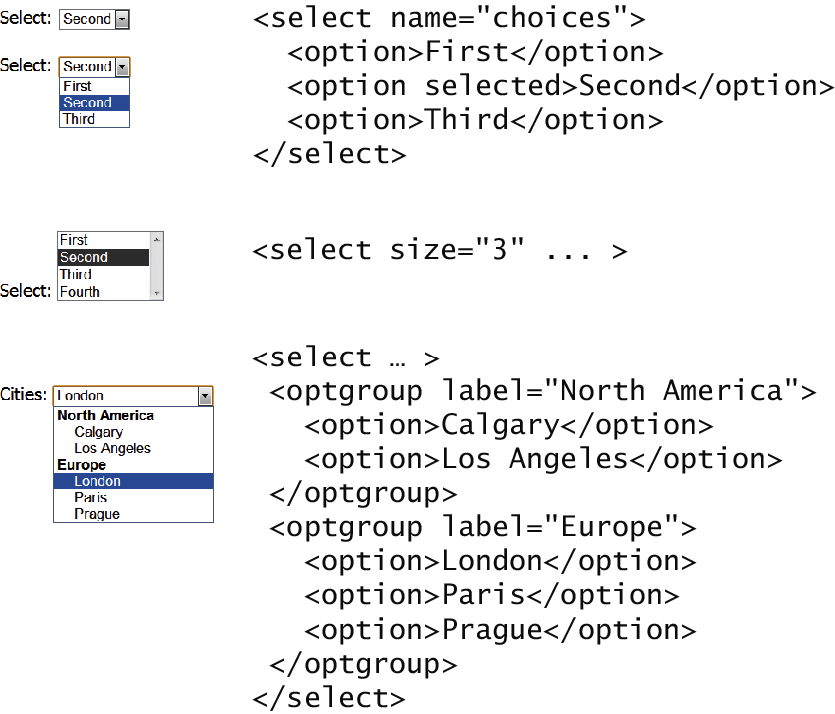 Select: Second
Select: Second
First
Second
Third
<select name="choices">
<option>First</option>
<option selected>Second</option>
<option>Third</option>
</select>
First
Second
Third
Select: Fourth
<select size="3" ... >
Cities: London
North America
Calgary
Los Angeles
Europe
London
Paris
Prague
<select … >
<optgroup label="North America">
<option>Calgary</option>
<option>Los Angeles</option>
</optgroup>
<optgroup label="Europe">
<option>London</option>
<option>Paris</option>
<option>Prague</option>
</optgroup>
</select>